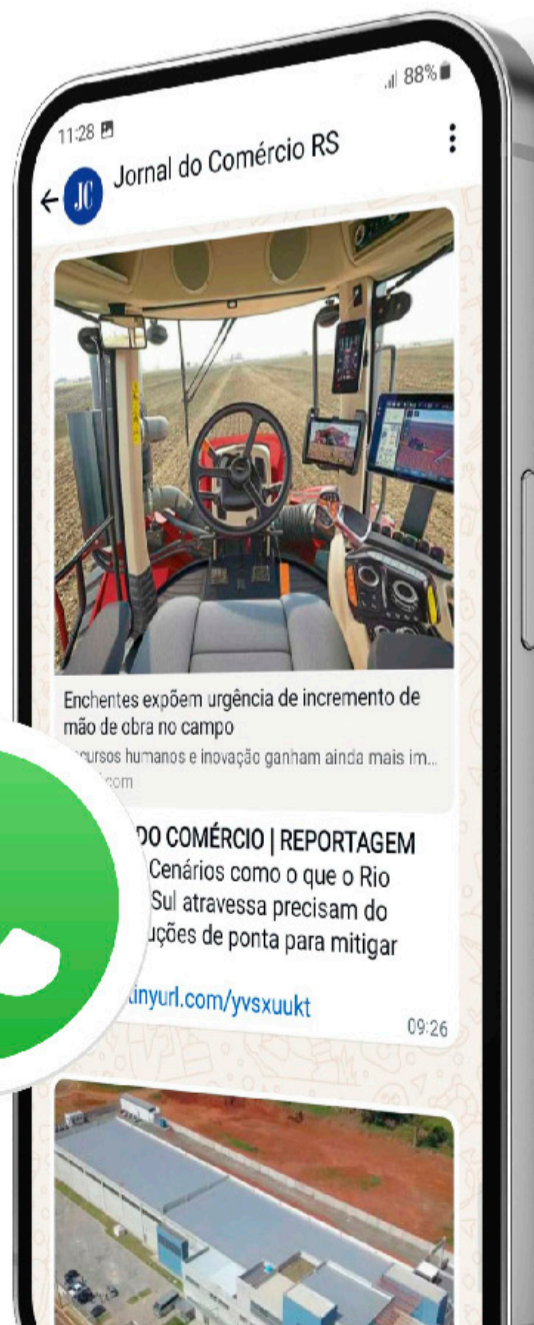 11:28
88%
JC
Jornal do Comércio RS
Enchentes expõem urgência de incremento de
mão de obra no campo
cursos humanos e inovação ganham ainda mais im...
com
DO COMÉRCIO | REPORTAGEM
Cenários como o que o Rio
Sul atravessa precisam do
uções de ponta para mitigar
tinyurl.com/yvsxuukt
09:26